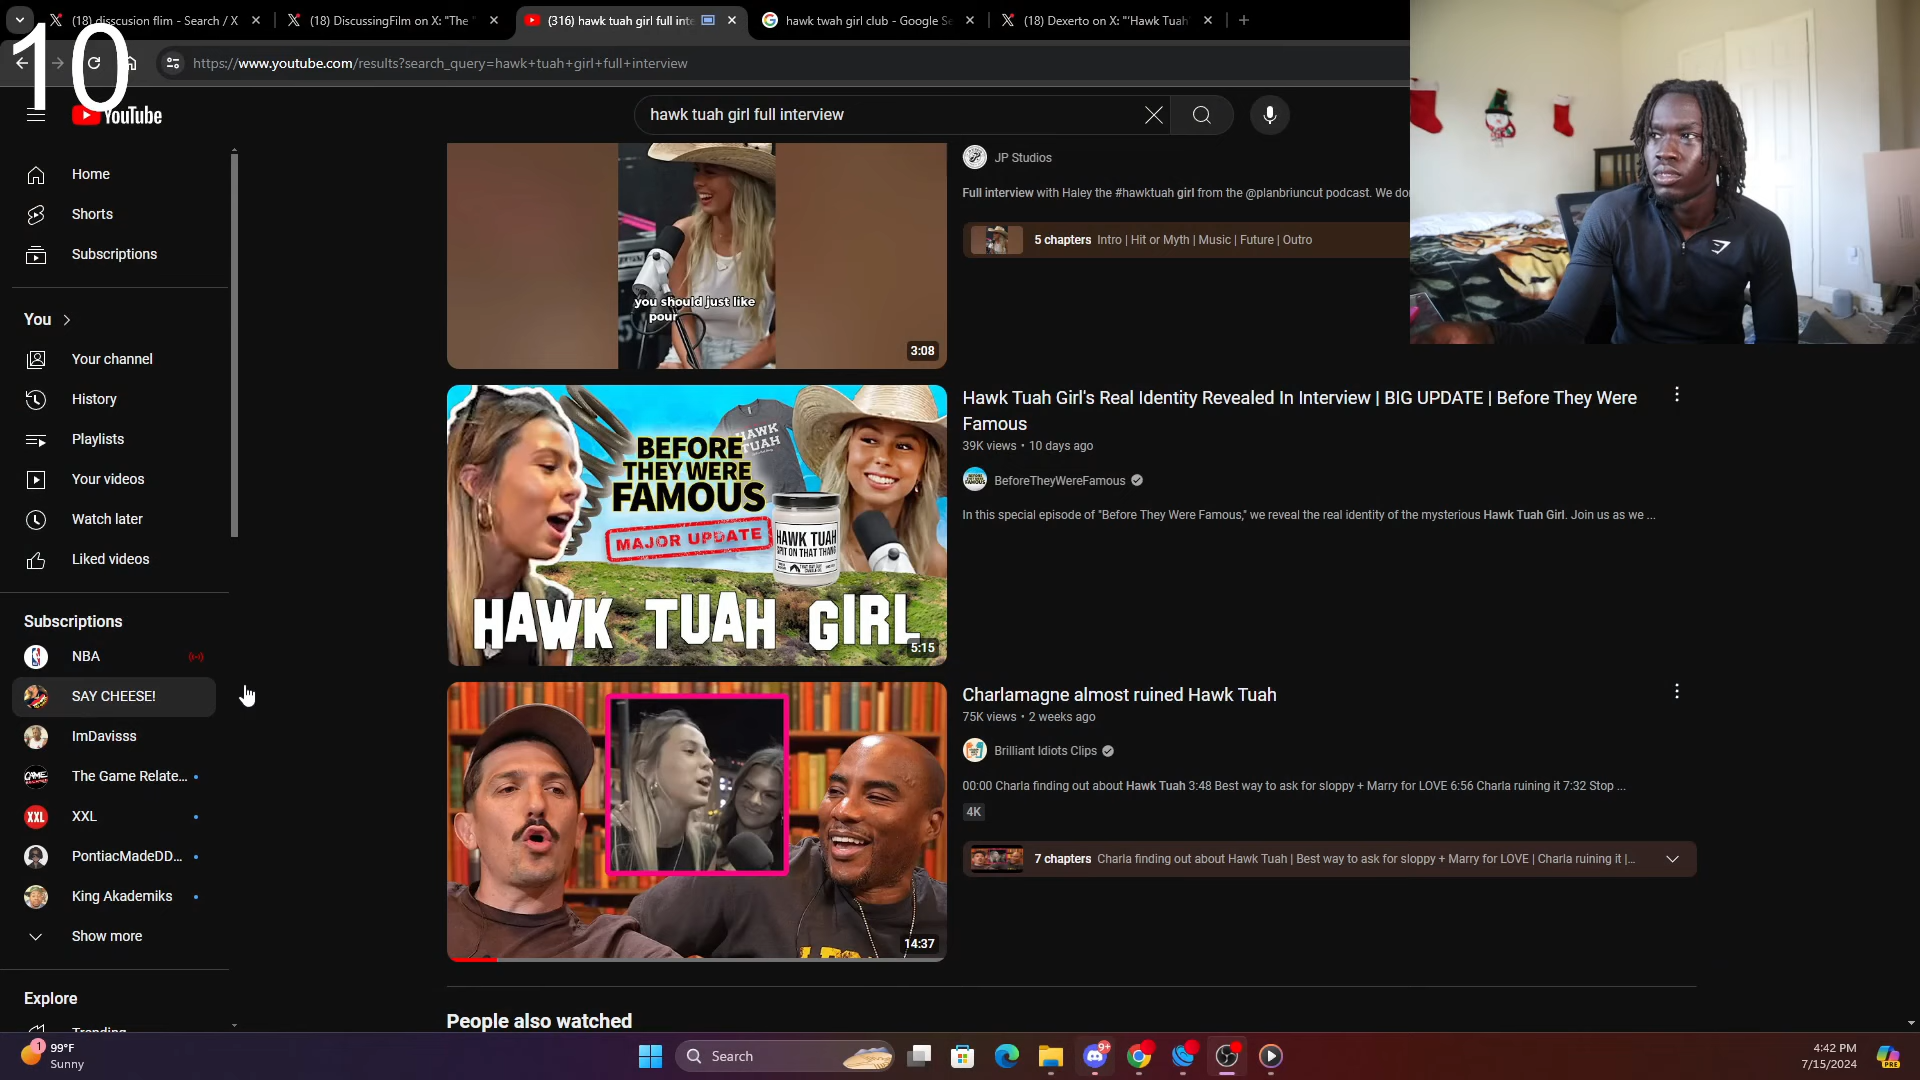 (18) disscusion flim - Search / X
(18) DiscussingFilm on X: "The "
(316) hawk tuah girl full inte
hawk twah girl club - Google Se
(18) Dexerto on X: "'Hawk Tuah'
10
https://www.youtube.com/results?search_query=hawk+tuah+girl+full+interview
YouTube
hawk tuah girl full interview
Home
Shorts
Subscriptions
You
Your channel
History
Playlists
Your videos
Watch later
Liked videos
Subscriptions
NBA
SAY CHEESE!
ImDavisss
The Game Relate...
XXL
PontiacMadeDD...
King Akademiks
Show more
Explore
Trending
you should just like
pour
3:08
JP Studios
Full interview with Haley the #hawktuah girl from the @planbriuncut podcast. We do
5 chapters Intro | Hit or Myth | Music | Future | Outro
HAWK
TUAH
BEFORE
THEY WERE
FAMOUS
MAJOR UPDATE
HAWK TUAH
SPIT ON THAT THANG
HAWK TUAH GIRL
5:15
Hawk Tuah Girl's Real Identity Revealed In Interview | BIG UPDATE | Before They Were
Famous
39K views • 10 days ago
BeforeTheyWereFamous
In this special episode of "Before They Were Famous," we reveal the real identity of the mysterious Hawk Tuah Girl. Join us as we ...
14:37
Charlamagne almost ruined Hawk Tuah
75K views • 2 weeks ago
Brilliant Idiots Clips
00:00 Charla finding out about Hawk Tuah 3:48 Best way to ask for sloppy + Marry for LOVE 6:56 Charla ruining it 7:32 Stop ...
4K
7 chapters Charla finding out about Hawk Tuah | Best way to ask for sloppy + Marry for LOVE | Charla ruining it |...
People also watched
1
99°F
Sunny
Search
9+
4:42 PM
7/15/2024
PRE